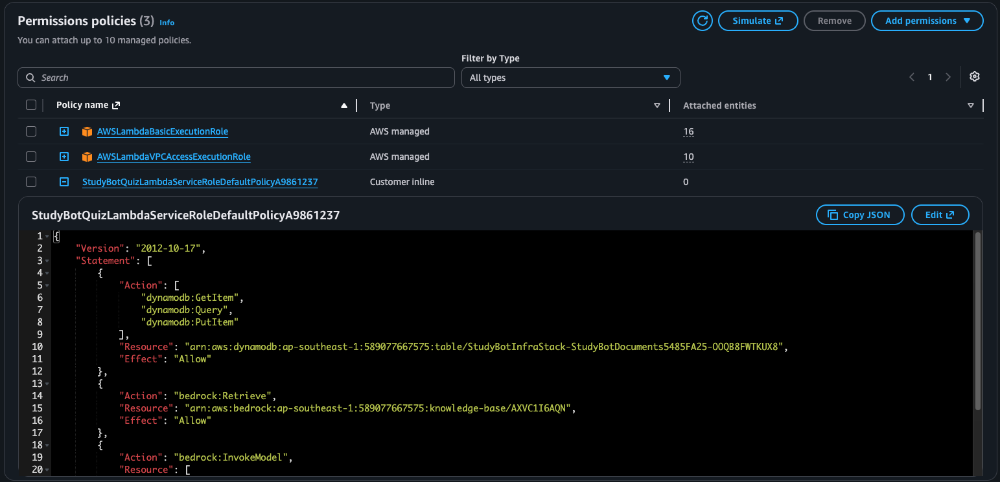 Permissions policies (3) Info
Simulate
Remove
Add permissions
You can attach up to 10 managed policies.
Filter by Type
Search
All types
1
Policy name
Type
Attached entities
AWSLambdaBasicExecutionRole
AWS managed
16
AWSLambdaVPCAccessExecutionRole
AWS managed
10
StudyBotQuizLambdaServiceRoleDefaultPolicyA9861237
Customer inline
0
StudyBotQuizLambdaServiceRoleDefaultPolicyA9861237
Copy JSON
Edit
1 {
2 "Version": "2012-10-17",
3 "Statement": [
4 {
5 "Action": [
6 "dynamodb:GetItem",
7 "dynamodb:Query",
8 "dynamodb:PutItem"
9 ],
10 "Resource": "arn:aws:dynamodb:ap-southeast-1:589077667575:table/StudyBotInfraStack-StudyBotDocuments5485FA25-OOQB8FWTKUX8",
11 "Effect": "Allow"
12 },
13 {
14 "Action": "bedrock:Retrieve",
15 "Resource": "arn:aws:bedrock:ap-southeast-1:589077667575:knowledge-base/AXVC1I6AQN",
16 "Effect": "Allow"
17 },
18 {
19 "Action": "bedrock:InvokeModel",
20 "Resource": [